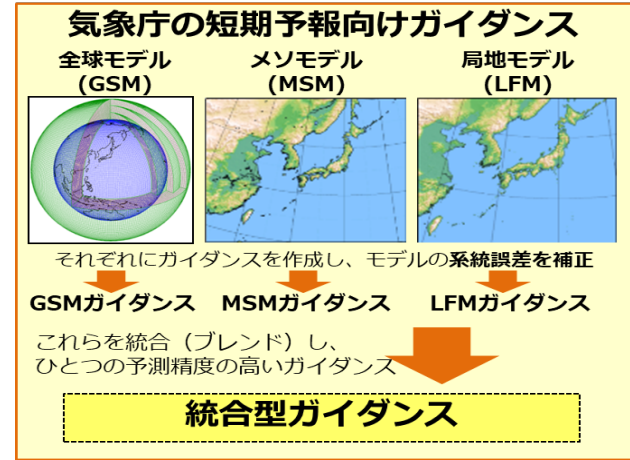 気象庁の短期予報向けガイダンス
全球モデル
(GSM)
メソモデル
(MSM)
局地モデル
(LFM)
それぞれにガイダンスを作成し、モデルの系統誤差を補正
GSMガイダンス MSMガイダンス LFMガイダンス
これらを統合（ブレンド）し、
ひとつの予測精度の高いガイダンス
統合型ガイダンス